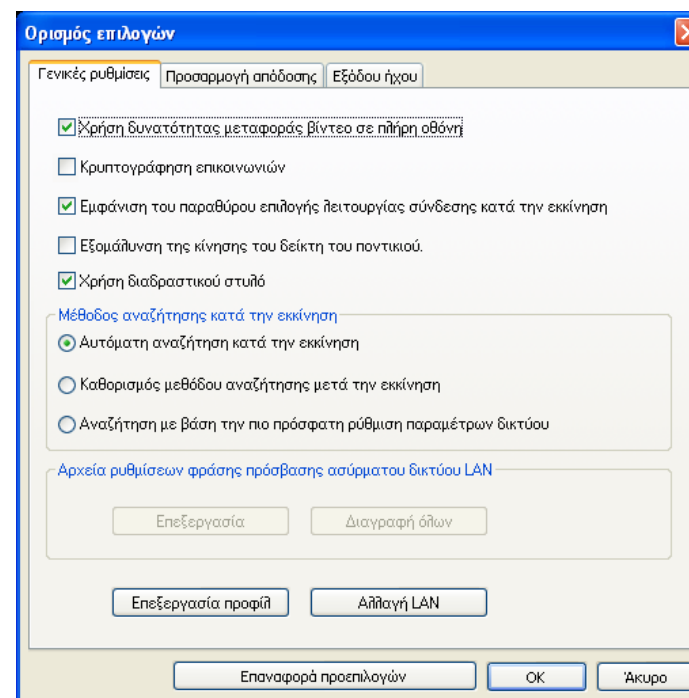 Ορισμός επιλογών
Γενικές ρυθμίσεις Προσαρμογή απόδοσης Εξόδου ήχου
Χρήση δυνατότητας μεταφοράς βίντεο σε πλήρη οθόνη
Κρυπτογράφηση επικοινωνιών
Εμφάνιση του παραθύρου επιλογής λειτουργίας σύνδεσης κατά την εκκίνηση
Εξομάλυνση της κίνησης του δείκτη του ποντικιού.
Χρήση διαδραστικού στυλό
Μέθοδος αναζήτησης κατά την εκκίνηση
Αυτόματη αναζήτηση κατά την εκκίνηση
Καθορισμός μεθόδου αναζήτησης μετά την εκκίνηση
Αναζήτηση με βάση την πιο πρόσφατη ρύθμιση παραμέτρων δικτύου
Αρχεία ρυθμίσεων φράσης πρόσβασης ασύρματου δικτύου LAN
Επεξεργασία Διαγραφή όλων
Επεξεργασία προφίλ Αλλαγή LAN
Επαναφορά προεπιλογών OK Άκυρο